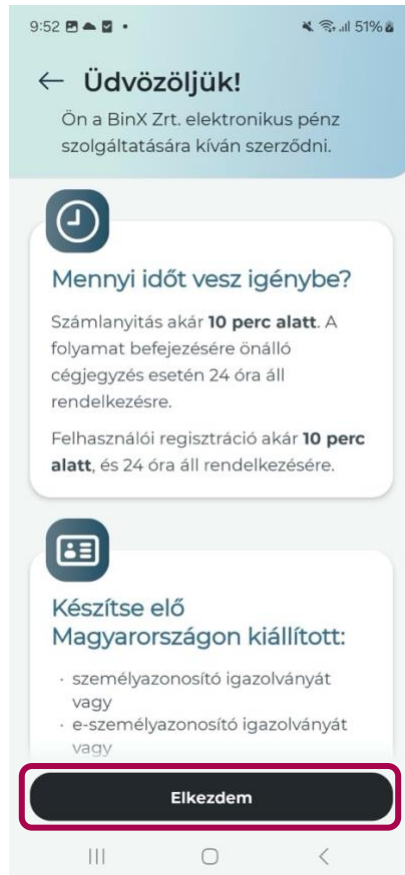 9:52 51%
← Üdvözöljük!
Ön a BinX Zrt. elektronikus pénz
szolgáltatására kíván szerződni.
Mennyi időt vesz igénybe?
Számlanyitás akár 10 perc alatt. A
folyamat befejezésére önálló
cégjegyzés esetén 24 óra áll
rendelkezésre.
Felhasználói regisztráció akár 10 perc
alatt, és 24 óra áll rendelkezésére.
Készítse elő
Magyarországon kiállított:
· személyazonosító igazolványát
vagy
· e-személyazonosító igazolványát
vagy
Elkezdem